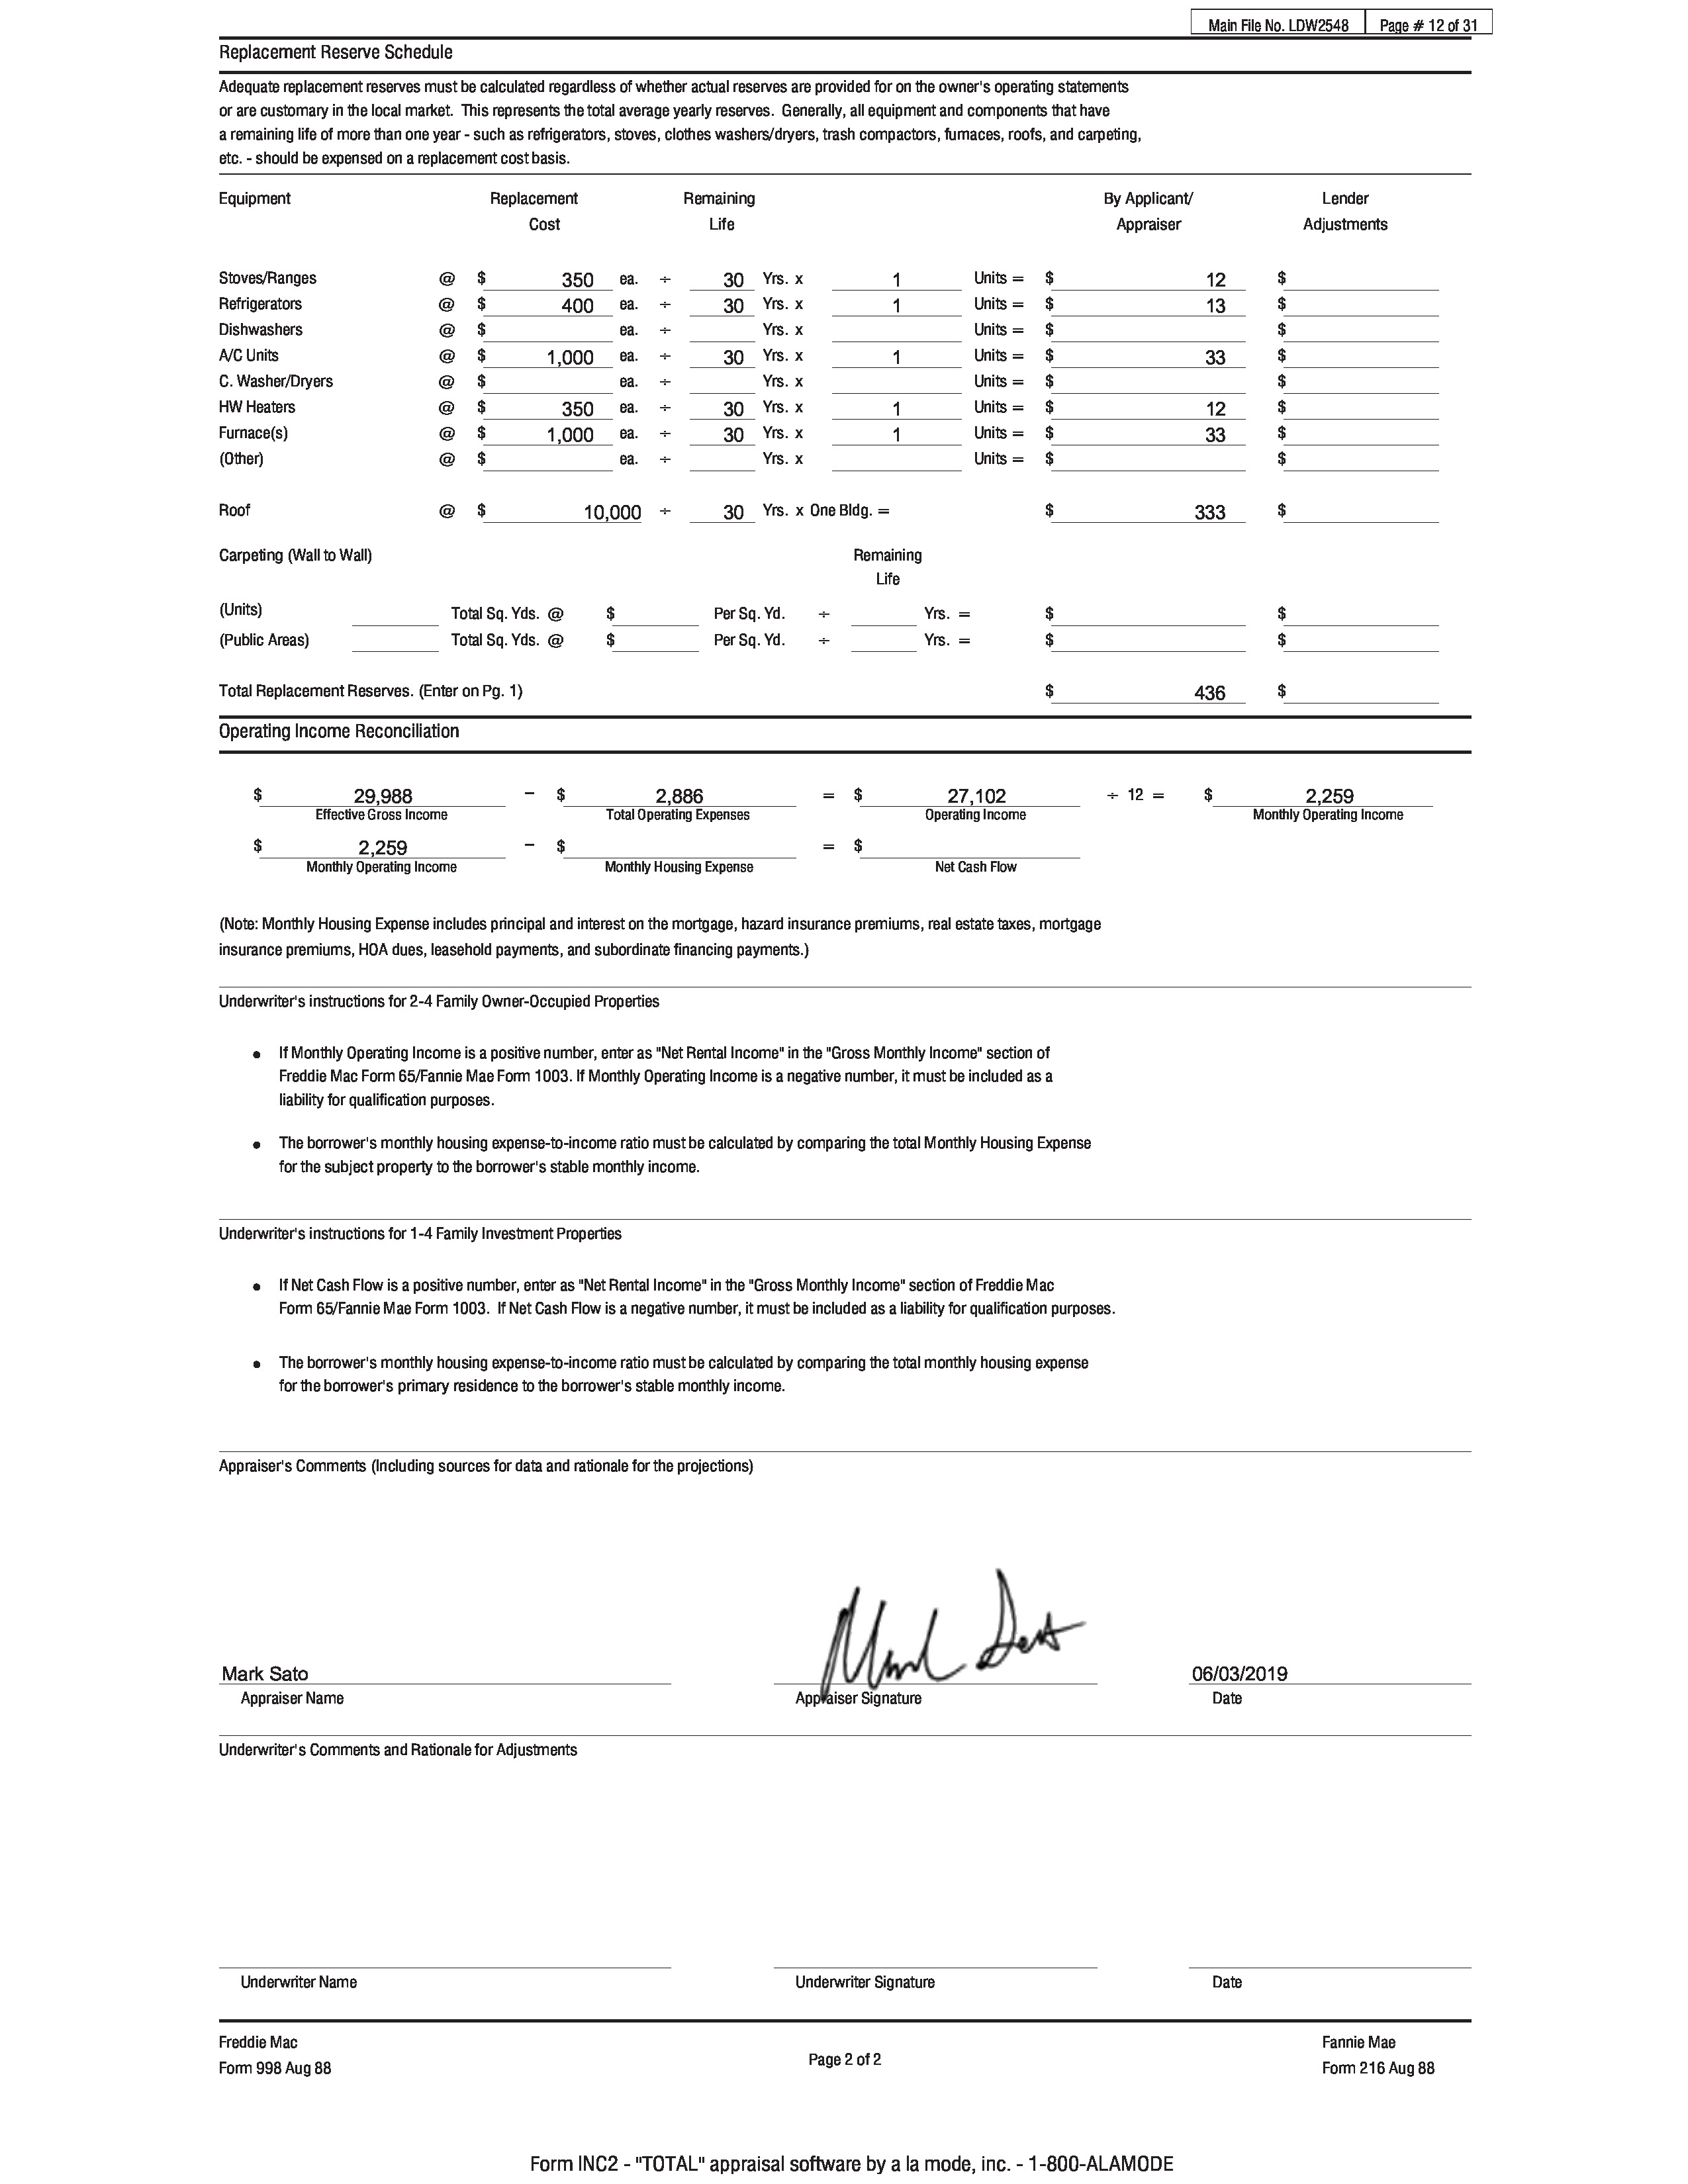 Main File No. LDW2548 Page # 12 of 31
Replacement Reserve Schedule
Adequate replacement reserves must be calculated regardless of whether actual reserves are provided for on the owner's operating statements
or are customary in the local market. This represents the total average yearly reserves. Generally, all equipment and components that have
a remaining life of more than one year - such as refrigerators, stoves, clothes washers/dryers, trash compactors, furnaces, roofs, and carpeting,
etc. - should be expensed on a replacement cost basis.
Equipment Replacement Remaining By Applicant/ Lender
Cost Life Appraiser Adjustments
Stoves/Ranges @ $ 350 ea. ÷ 30 Yrs. x 1 Units = $ 12 $
Refrigerators @ $ 400 ea. ÷ 30 Yrs. x 1 Units = $ 13 $
Dishwashers @ $ ea. ÷ Yrs. x Units = $ $
A/C Units @ $ 1,000 ea. ÷ 30 Yrs. x 1 Units = $ 33 $
C. Washer/Dryers @ $ ea. ÷ Yrs. x Units = $ $
HW Heaters @ $ 350 ea. ÷ 30 Yrs. x 1 Units = $ 12 $
Furnace(s) @ $ 1,000 ea. ÷ 30 Yrs. x 1 Units = $ 33 $
(Other) @ $ ea. ÷ Yrs. x Units = $ $
Roof @ $ 10,000 ÷ 30 Yrs. x One Bldg. = $ 333 $
Carpeting (Wall to Wall) Remaining
Life
(Units) Total Sq. Yds. @ $ Per Sq. Yd. ÷ Yrs. = $ $
(Public Areas) Total Sq. Yds. @ $ Per Sq. Yd. ÷ Yrs. = $ $
Total Replacement Reserves. (Enter on Pg. 1) $ 436 $
Operating Income Reconciliation
$ 29,988 − $ 2,886 = $ 27,102 ÷ 12 = $ 2,259
Effective Gross Income Total Operating Expenses Operating Income Monthly Operating Income
$ 2,259 − $ = $
Monthly Operating Income Monthly Housing Expense Net Cash Flow
(Note: Monthly Housing Expense includes principal and interest on the mortgage, hazard insurance premiums, real estate taxes, mortgage
insurance premiums, HOA dues, leasehold payments, and subordinate financing payments.)
Underwriter's instructions for 2-4 Family Owner-Occupied Properties
● If Monthly Operating Income is a positive number, enter as "Net Rental Income" in the "Gross Monthly Income" section of
Freddie Mac Form 65/Fannie Mae Form 1003. If Monthly Operating Income is a negative number, it must be included as a
liability for qualification purposes.
● The borrower's monthly housing expense-to-income ratio must be calculated by comparing the total Monthly Housing Expense
for the subject property to the borrower's stable monthly income.
Underwriter's instructions for 1-4 Family Investment Properties
● If Net Cash Flow is a positive number, enter as "Net Rental Income" in the "Gross Monthly Income" section of Freddie Mac
Form 65/Fannie Mae Form 1003. If Net Cash Flow is a negative number, it must be included as a liability for qualification purposes.
● The borrower's monthly housing expense-to-income ratio must be calculated by comparing the total monthly housing expense
for the borrower's primary residence to the borrower's stable monthly income.
Appraiser's Comments (Including sources for data and rationale for the projections)
Mark Sato 06/03/2019
Appraiser Name Appraiser Signature Date
Underwriter's Comments and Rationale for Adjustments
Underwriter Name Underwriter Signature Date
Freddie Mac Fannie Mae
Form 998 Aug 88 Page 2 of 2 Form 216 Aug 88
Form INC2 - "TOTAL" appraisal software by a la mode, inc. - 1-800-ALAMODE